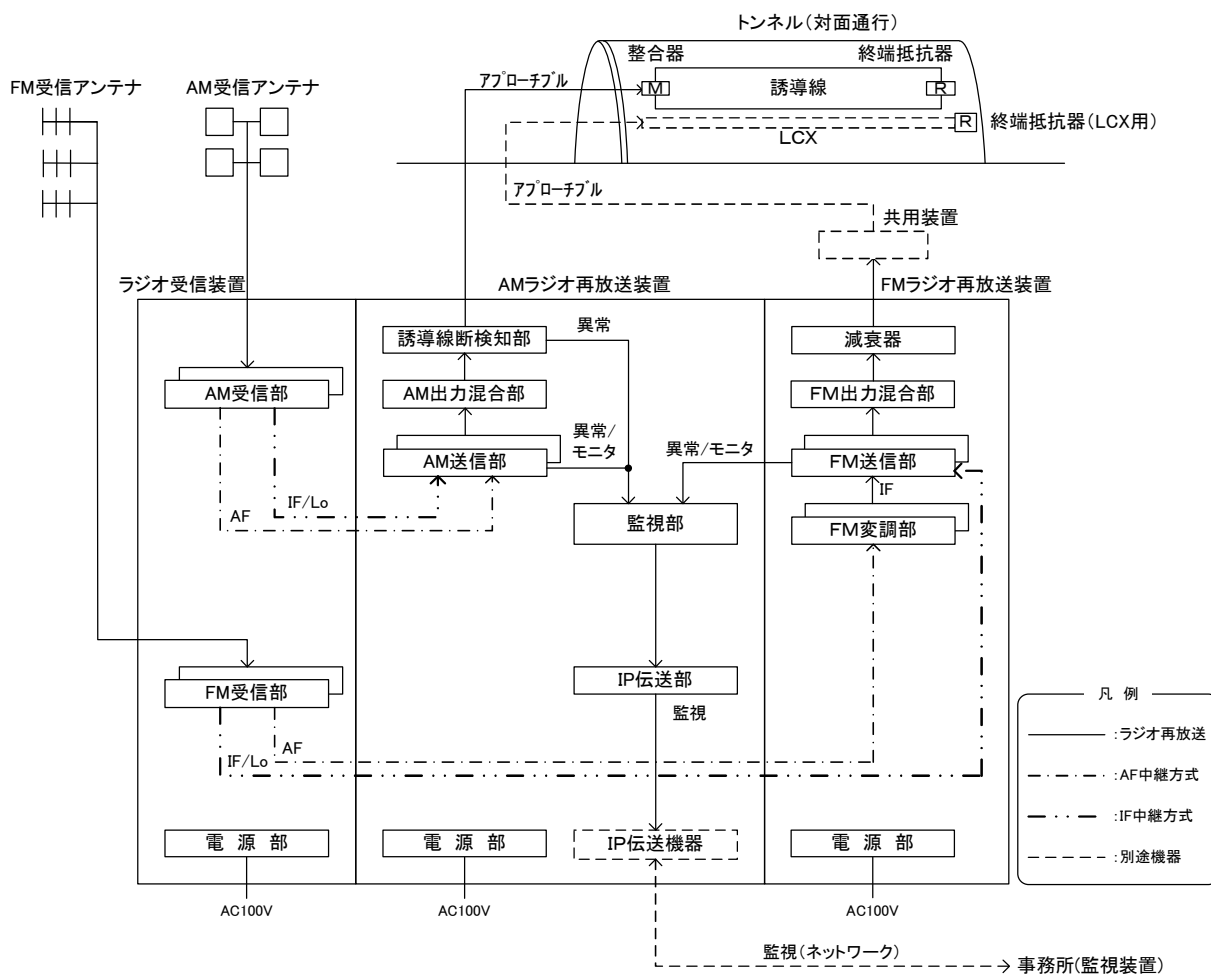 トンネル(対面通行)
整合器
終端抵抗器
FM受信アンテナ
AM受信アンテナ
アプローチブル
M
誘導線
R
R
終端抵抗器(LCX用)
LCX
アプローチブル
共用装置
ラジオ受信装置
AMラジオ再放送装置
FMラジオ再放送装置
誘導線断検知部
異常
減衰器
AM受信部
AM出力混合部
FM出力混合部
異常/
モニタ
異常/モニタ
AM送信部
FM送信部
IF/Lo
AF
IF
監視部
FM変調部
FM受信部
IP伝送部
監視
AF
IF/Lo
凡 例
:ラジオ再放送
:AF中継方式
:IF中継方式
:別途機器
電 源 部
電 源 部
IP伝送機器
電 源 部
AC100V
AC100V
AC100V
監視(ネットワーク)
事務所(監視装置)